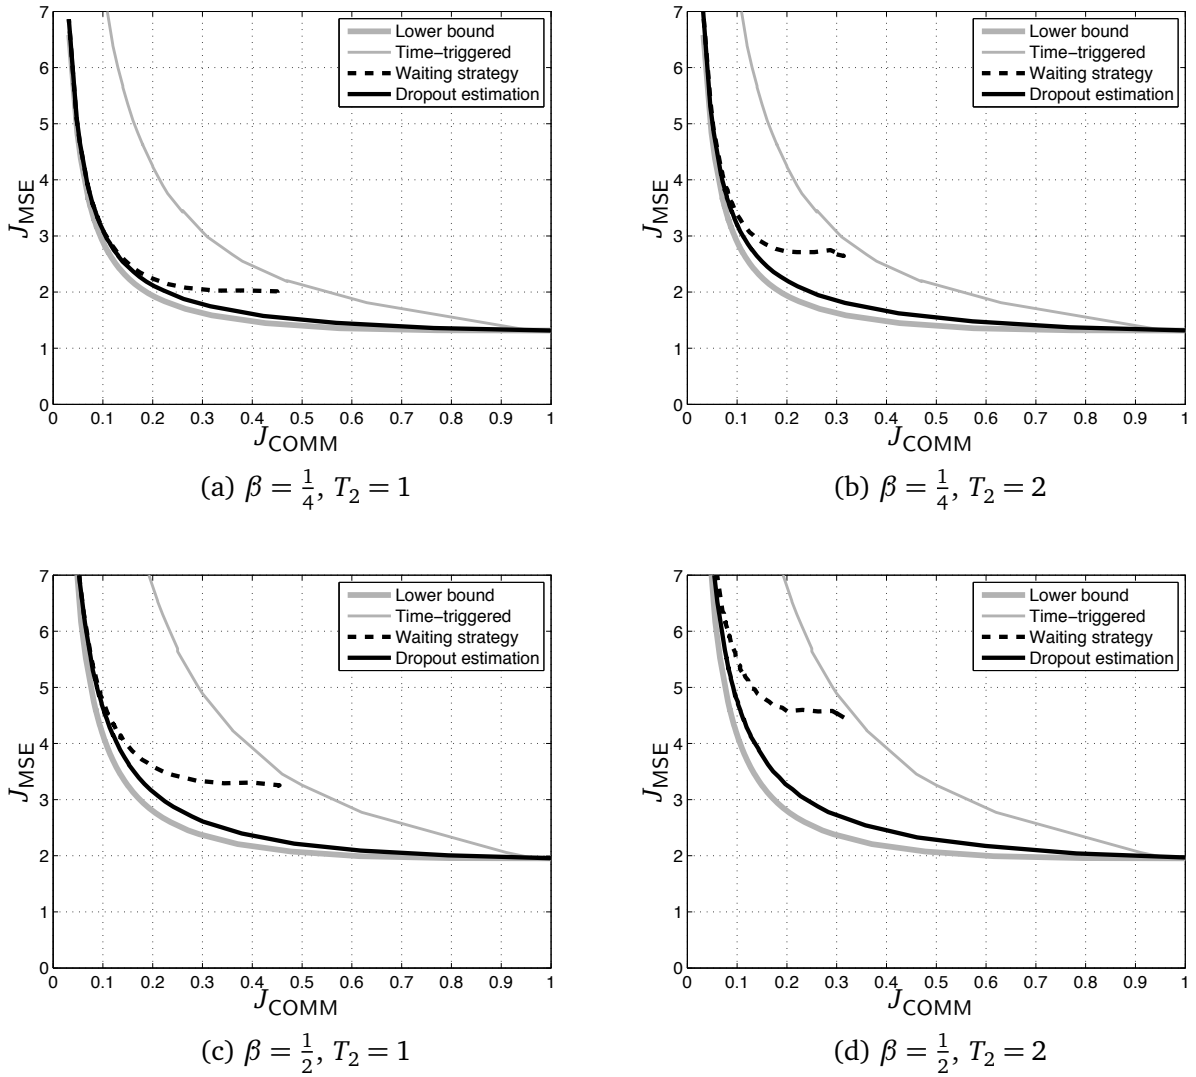 7
6
5
4
3
2
1
0
J_MSE
Lower bound
Time-triggered
Waiting strategy
Dropout estimation
0 0.1 0.2 0.3 0.4 0.5 0.6 0.7 0.8 0.9 1
J_COMM
(a) β = 1/4, T_2 = 1
7
6
5
4
3
2
1
0
J_MSE
Lower bound
Time-triggered
Waiting strategy
Dropout estimation
0 0.1 0.2 0.3 0.4 0.5 0.6 0.7 0.8 0.9 1
J_COMM
(b) β = 1/4, T_2 = 2
7
6
5
4
3
2
1
0
J_MSE
Lower bound
Time-triggered
Waiting strategy
Dropout estimation
0 0.1 0.2 0.3 0.4 0.5 0.6 0.7 0.8 0.9 1
J_COMM
(c) β = 1/2, T_2 = 1
7
6
5
4
3
2
1
0
J_MSE
Lower bound
Time-triggered
Waiting strategy
Dropout estimation
0 0.1 0.2 0.3 0.4 0.5 0.6 0.7 0.8 0.9 1
J_COMM
(d) β = 1/2, T_2 = 2